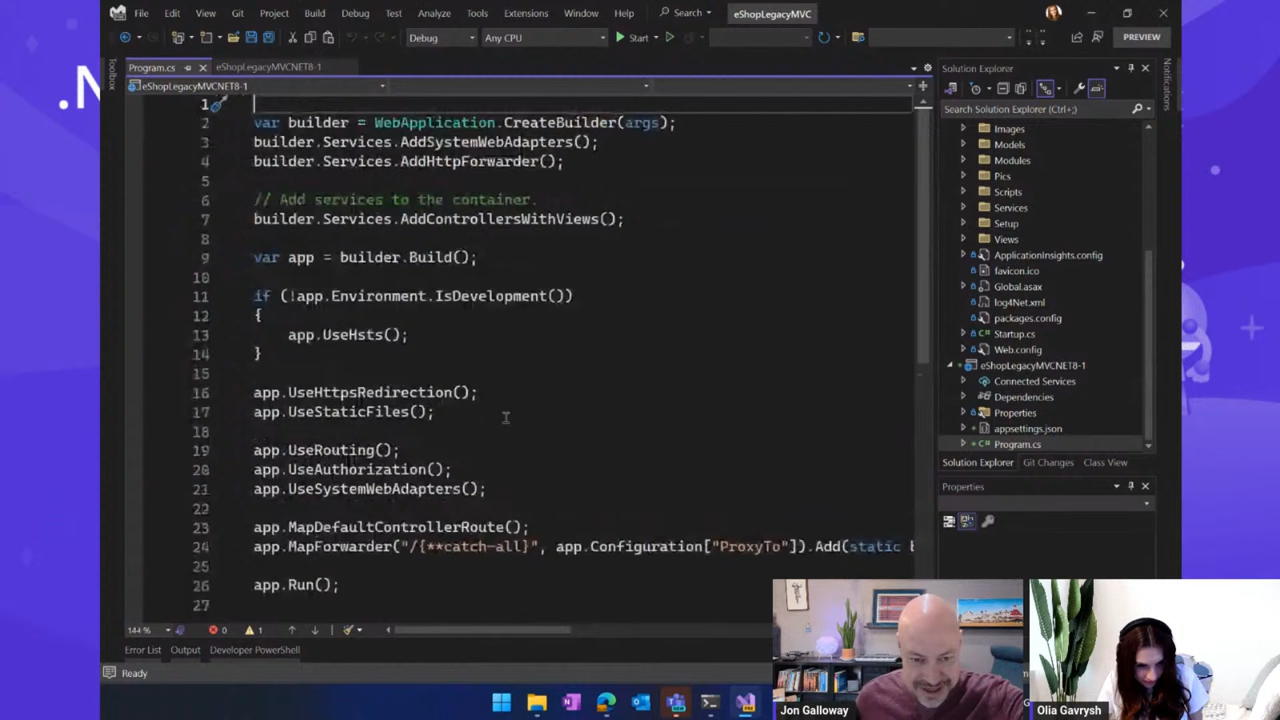 .N
File Edit View Git Project Build Debug Test Analyze Tools Extensions Window Help Search eShopLegacyMVC
Debug Any CPU Start PREVIEW
Toolbox
Program.cs eShopLegacyMVCNET8-1
eShopLegacyMVCNET8-1
1
2 var builder = WebApplication.CreateBuilder(args);
3 builder.Services.AddSystemWebAdapters();
4 builder.Services.AddHttpForwarder();
5
6 // Add services to the container.
7 builder.Services.AddControllersWithViews();
8
9 var app = builder.Build();
10
11 if (!app.Environment.IsDevelopment())
12 {
13 app.UseHsts();
14 }
15
16 app.UseHttpsRedirection();
17 app.UseStaticFiles();
18
19 app.UseRouting();
20 app.UseAuthorization();
21 app.UseSystemWebAdapters();
22
23 app.MapDefaultControllerRoute();
24 app.MapForwarder("/{**catch-all}", app.Configuration["ProxyTo"]).Add(static
25
26 app.Run();
27
144 % 0 1
Error List Output Developer PowerShell
Ready
Solution Explorer
Search Solution Explorer (Ctrl+;)
Images
Models
Modules
Pics
Scripts
Services
Setup
Views
ApplicationInsights.config
favicon.ico
Global.asax
log4Net.xml
packages.config
Startup.cs
Web.config
eShopLegacyMVCNET8-1
Connected Services
Dependencies
Properties
appsettings.json
Program.cs
Solution Explorer Git Changes Class View
Properties
Notifications
Jon Galloway
Olia Gavrysh